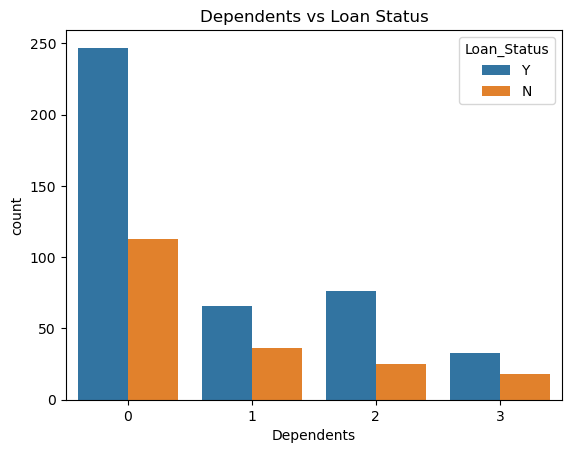 Dependents vs Loan Status
Loan_Status
Y
N
250
200
150
100
50
0
count
0 1 2 3
Dependents